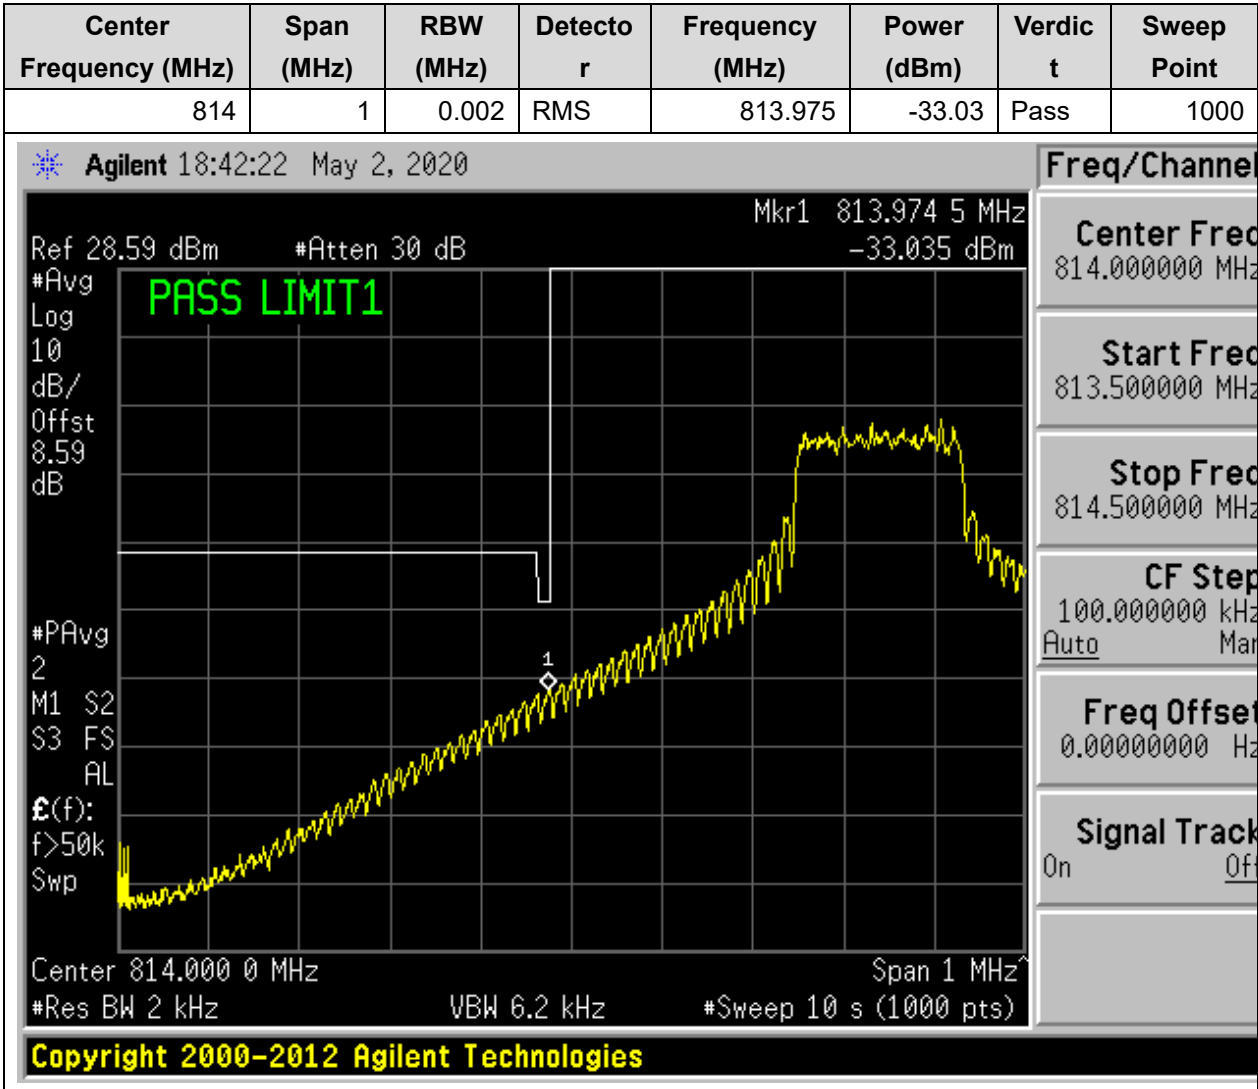 Center Frequency (MHz) Span (MHz) RBW (MHz) Detector Frequency (MHz) Power (dBm) Verdict Sweep Point
814 1 0.002 RMS 813.975 -33.03 Pass 1000
Agilent 18:42:22 May 2, 2020
Freq/Channel
Mkr1 813.974 5 MHz
Ref 28.59 dBm #Atten 30 dB -33.035 dBm
#Avg
Log
10
dB/
Offst
8.59
dB
PASS LIMIT1
#PAvg
2
M1 S2
S3 FS
AL
£(f):
f>50k
Swp
1
Center 814.000 0 MHz Span 1 MHz^
#Res BW 2 kHz VBW 6.2 kHz #Sweep 10 s (1000 pts)
Center Freq
814.000000 MHz
Start Freq
813.500000 MHz
Stop Freq
814.500000 MHz
CF Step
100.000000 kHz
Auto Man
Freq Offset
0.00000000 Hz
Signal Track
On Off
Copyright 2000-2012 Agilent Technologies